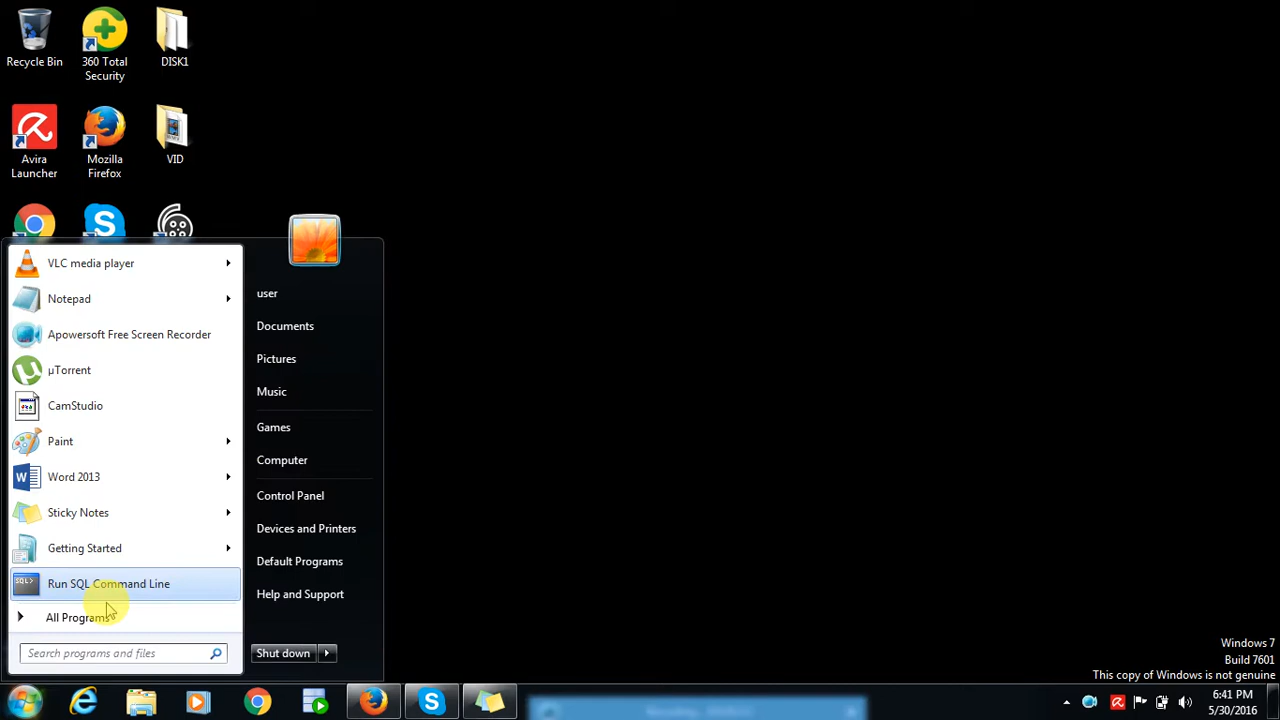 Recycle Bin
360 Total
Security
DISK1
Avira
Launcher
Mozilla
Firefox
VID
VLC media player
Notepad
Apowersoft Free Screen Recorder
µTorrent
CamStudio
Paint
Word 2013
Sticky Notes
Getting Started
SQL>
Run SQL Command Line
All Programs
Search programs and files
user
Documents
Pictures
Music
Games
Computer
Control Panel
Devices and Printers
Default Programs
Help and Support
Shut down
Windows 7
Build 7601
This copy of Windows is not genuine
6:41 PM
5/30/2016